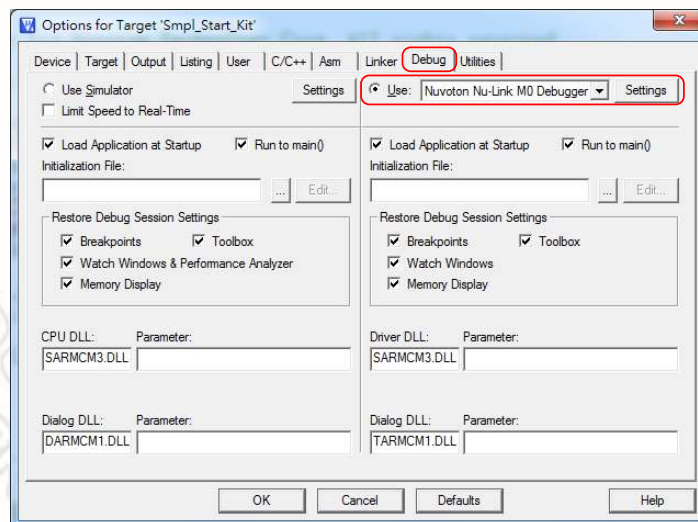 Options for Target 'Smpl_Start_Kit'
Device Target Output Listing User C/C++ Asm Linker Debug Utilities
Use Simulator Settings
Limit Speed to Real-Time
Use: Nuvoton Nu-Link M0 Debugger Settings
Load Application at Startup Run to main()
Initialization File:
... Edit...
Load Application at Startup Run to main()
Initialization File:
... Edit...
Restore Debug Session Settings
Breakpoints Toolbox
Watch Windows & Performance Analyzer
Memory Display
Restore Debug Session Settings
Breakpoints Toolbox
Watch Windows
Memory Display
CPU DLL: Parameter:
SARMCM3.DLL
Driver DLL: Parameter:
SARMCM3.DLL
Dialog DLL: Parameter:
DARMCM1.DLL
Dialog DLL: Parameter:
TARMCM1.DLL
OK Cancel Defaults Help